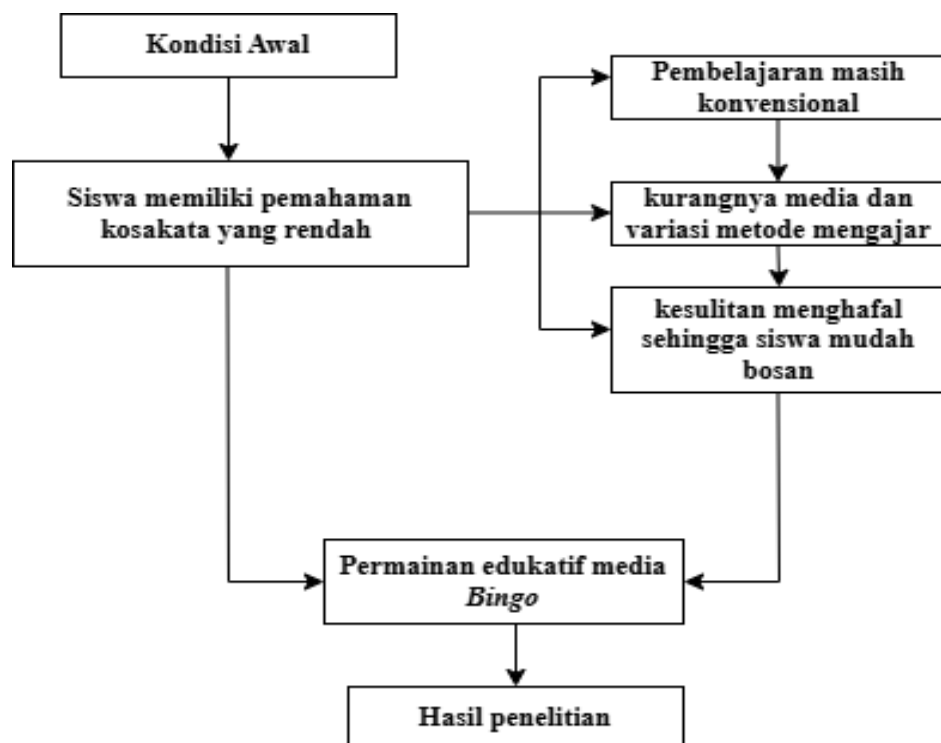 Kondisi Awal
Siswa memiliki pemahaman
kosakata yang rendah
Pembelajaran masih
konvensional
kurangnya media dan
variasi metode mengajar
kesulitan menghafal
sehingga siswa mudah
bosan
Permainan edukatif media
Bingo
Hasil penelitian